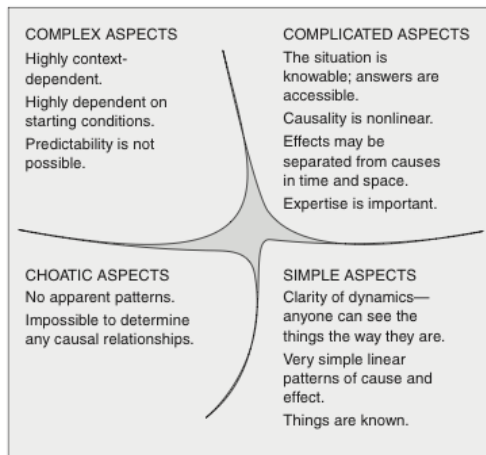 COMPLEX ASPECTS
Highly context-
dependent.
Highly dependent on
starting conditions.
Predictability is not
possible.
COMPLICATED ASPECTS
The situation is
knowable; answers are
accessible.
Causality is nonlinear.
Effects may be
separated from causes
in time and space.
Expertise is important.
CHOATIC ASPECTS
No apparent patterns.
Impossible to determine
any causal relationships.
SIMPLE ASPECTS
Clarity of dynamics—
anyone can see the
things the way they are.
Very simple linear
patterns of cause and
effect.
Things are known.